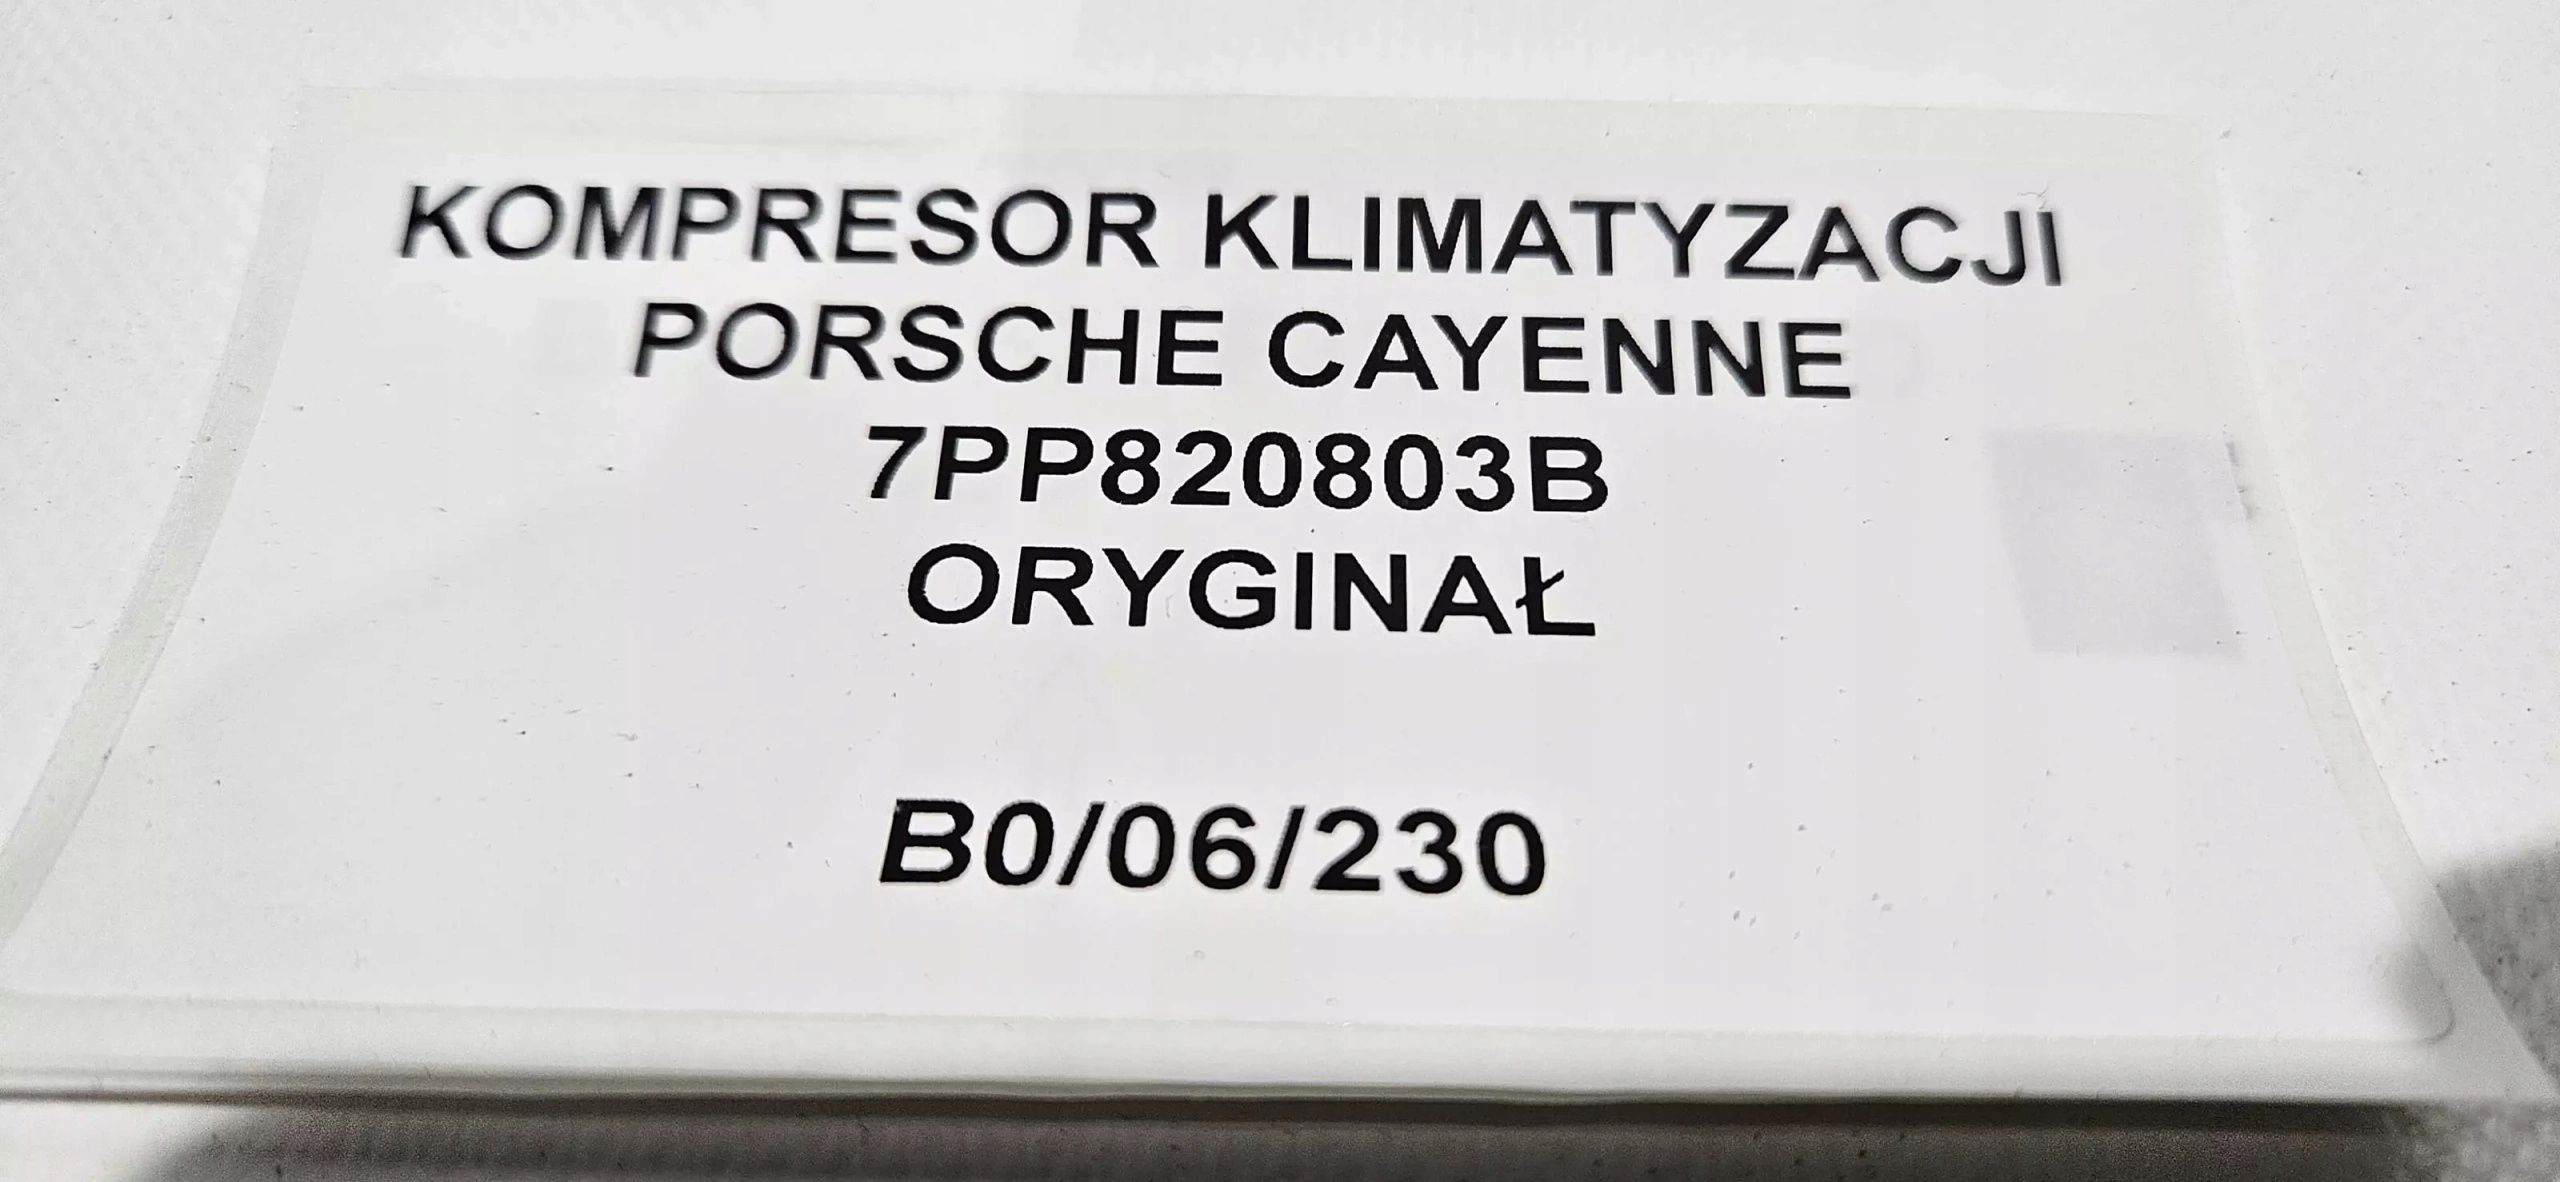 KOMPRESOR KLIMATYZACJI
PORSCHE CAYENNE
7PP820803B
ORYGINAŁ
B0/06/230